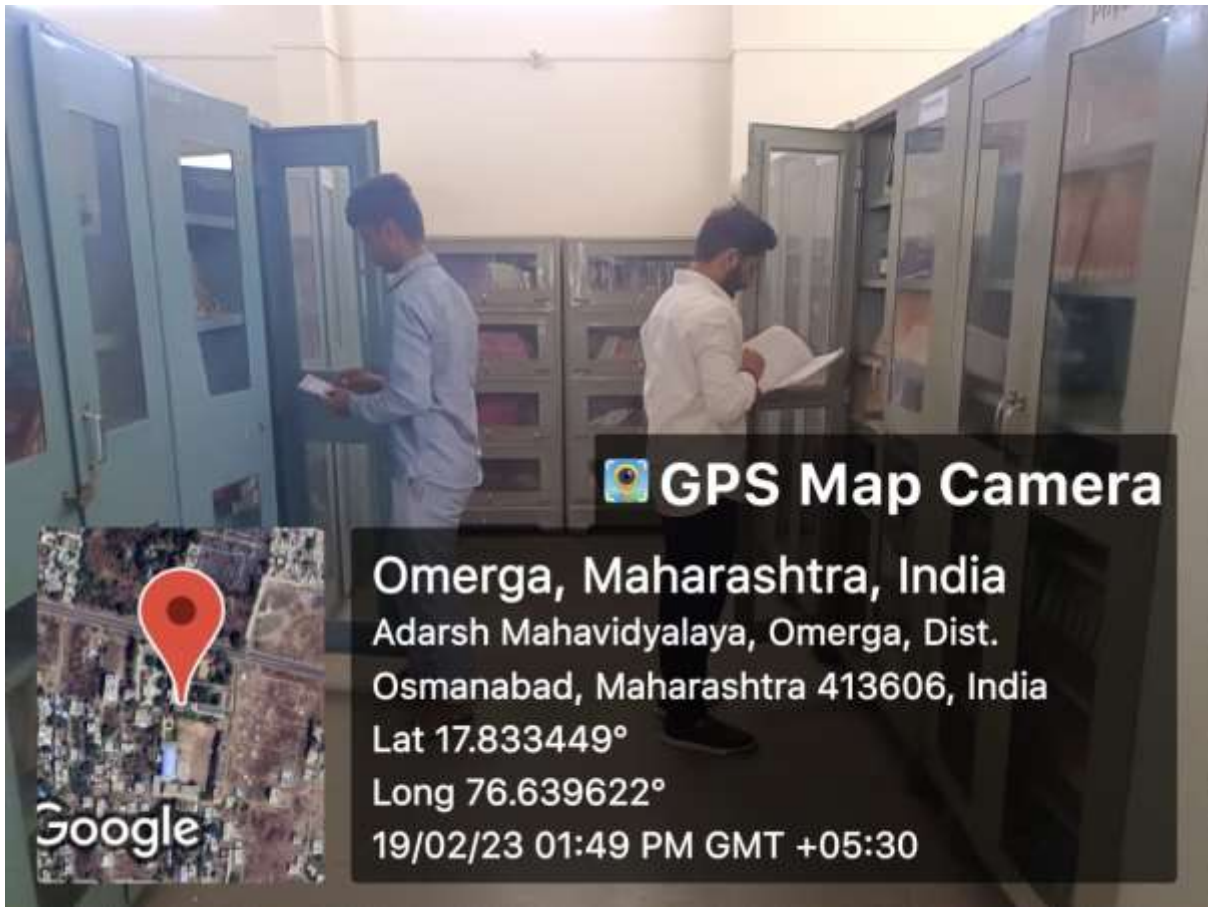 GPS Map Camera
Omerga, Maharashtra, India
Adarsh Mahavidyalaya, Omerga, Dist.
Osmanabad, Maharashtra 413606, India
Lat 17.833449°
Long 76.639622°
19/02/23 01:49 PM GMT +05:30
Google